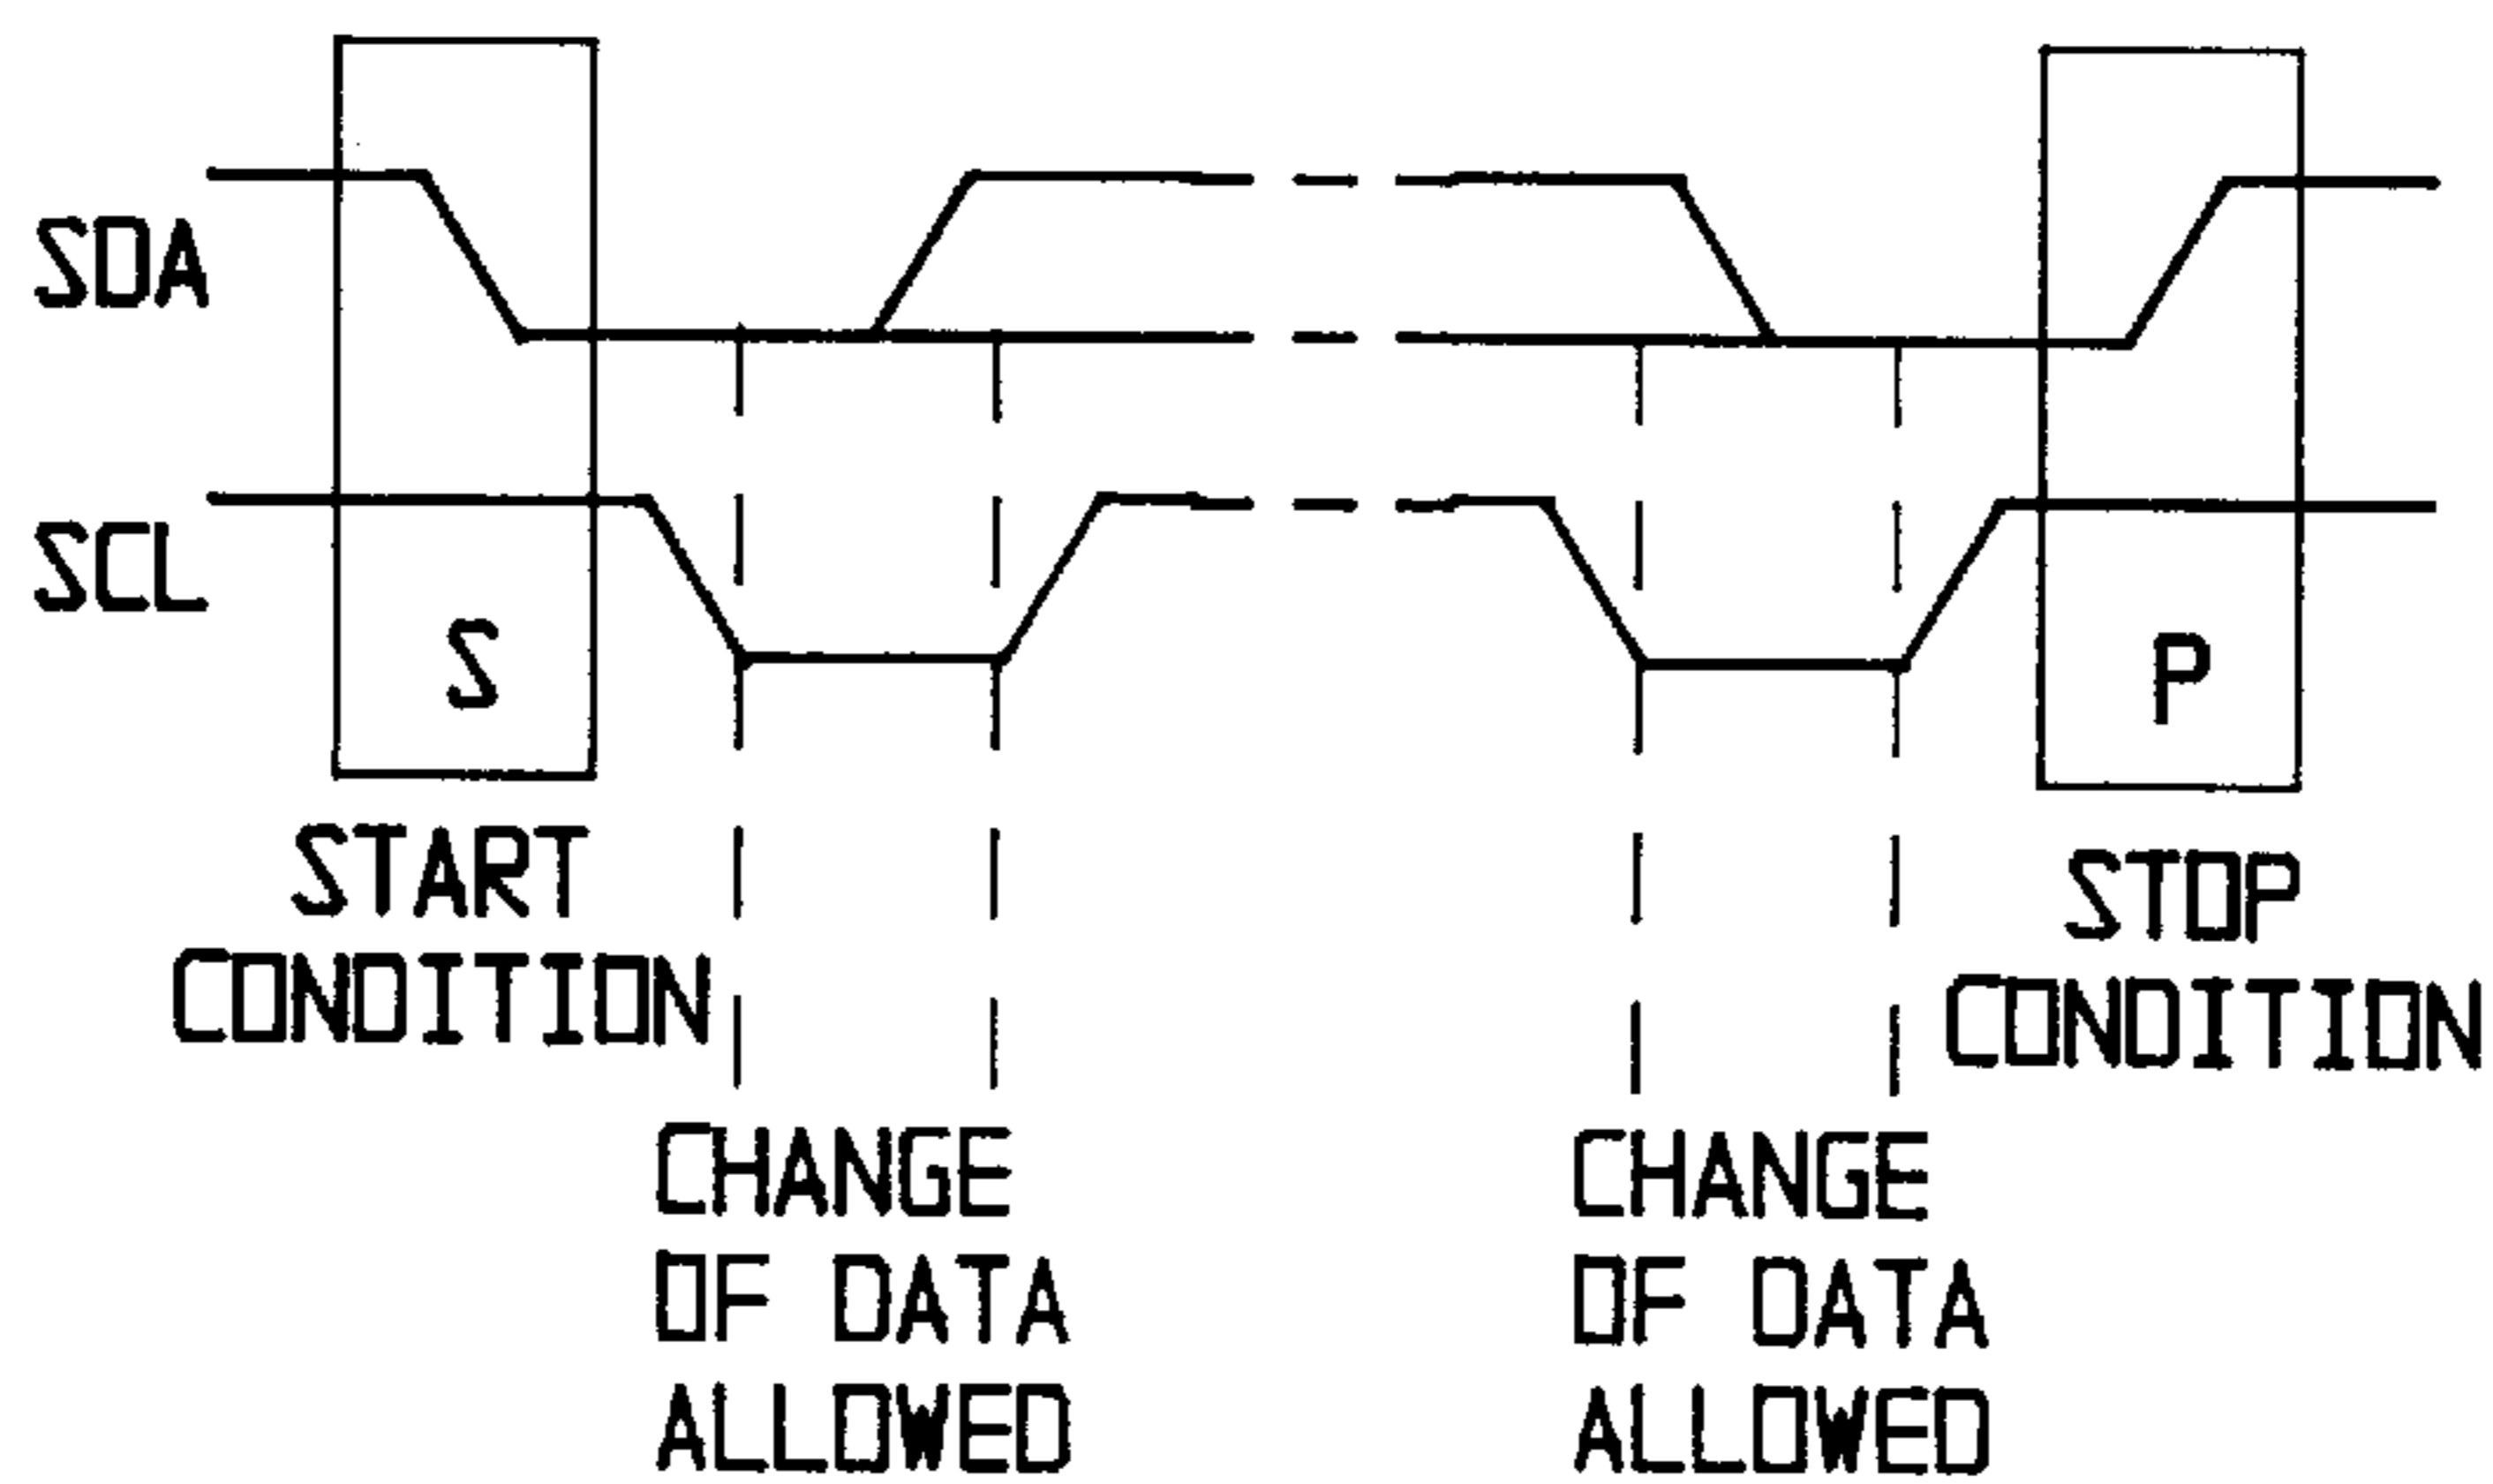 SDA
SCL
S
P
START
CONDITION
STOP
CONDITION
CHANGE
OF DATA
ALLOWED
CHANGE
OF DATA
ALLOWED